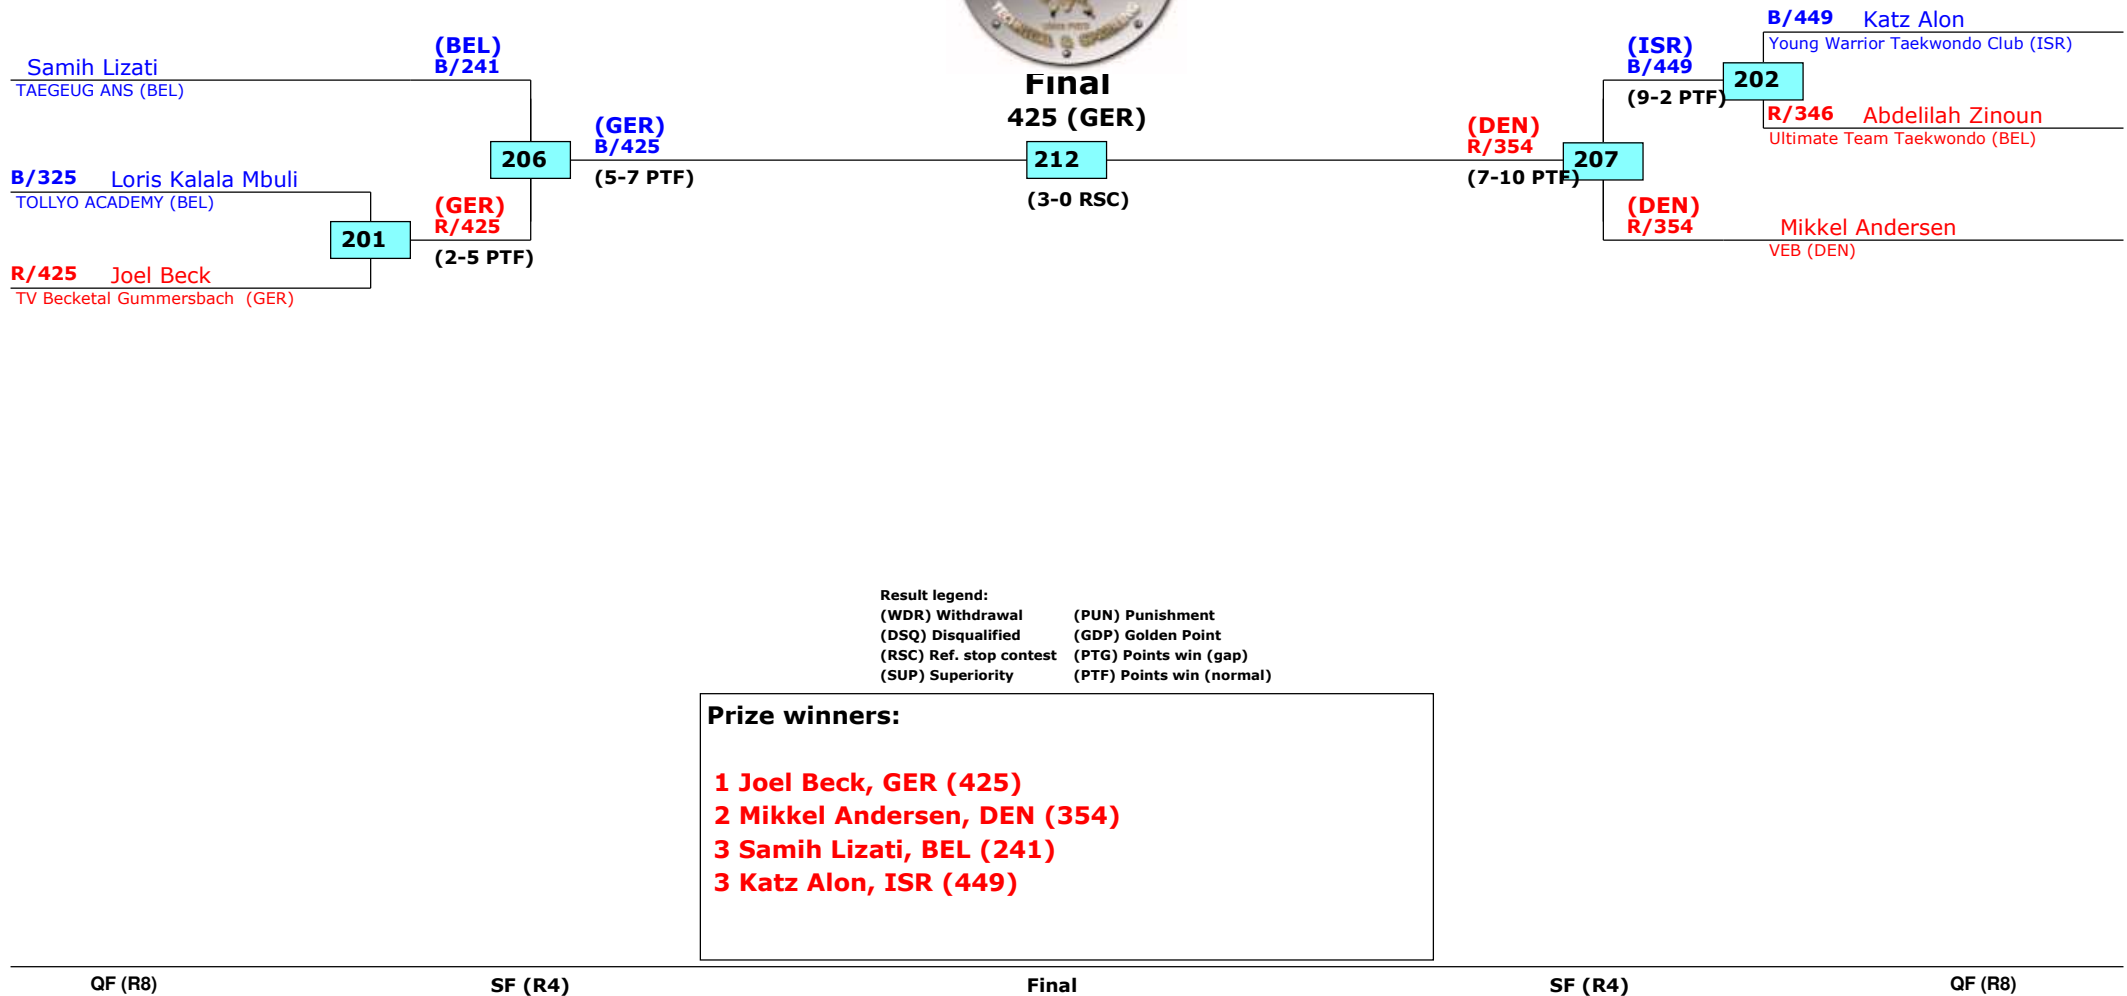 B/449 Katz Alon
Young Warrior Taekwondo Club (ISR)
(BEL)
B/241
Samih Lizati
TAEGEUG ANS (BEL)
Final
425 (GER)
(ISR)
B/449
(9-2 PTF)
202
R/346 Abdelilah Zinoun
Ultimate Team Taekwondo (BEL)
206
(GER)
B/425
(5-7 PTF)
212
(3-0 RSC)
(DEN)
R/354
(7-10 PTF)
207
B/325 Loris Kalala Mbuli
TOLLYO ACADEMY (BEL)
201
(GER)
R/425
(2-5 PTF)
R/425 Joel Beck
TV Becketal Gummersbach (GER)
(DEN)
R/354
Mikkel Andersen
VEB (DEN)
Result legend:
(WDR) Withdrawal (PUN) Punishment
(DSQ) Disqualified (GDP) Golden Point
(RSC) Ref. stop contest (PTG) Points win (gap)
(SUP) Superiority (PTF) Points win (normal)
Prize winners:
1 Joel Beck, GER (425)
2 Mikkel Andersen, DEN (354)
3 Samih Lizati, BEL (241)
3 Katz Alon, ISR (449)
QF (R8) SF (R4) Final SF (R4) QF (R8)